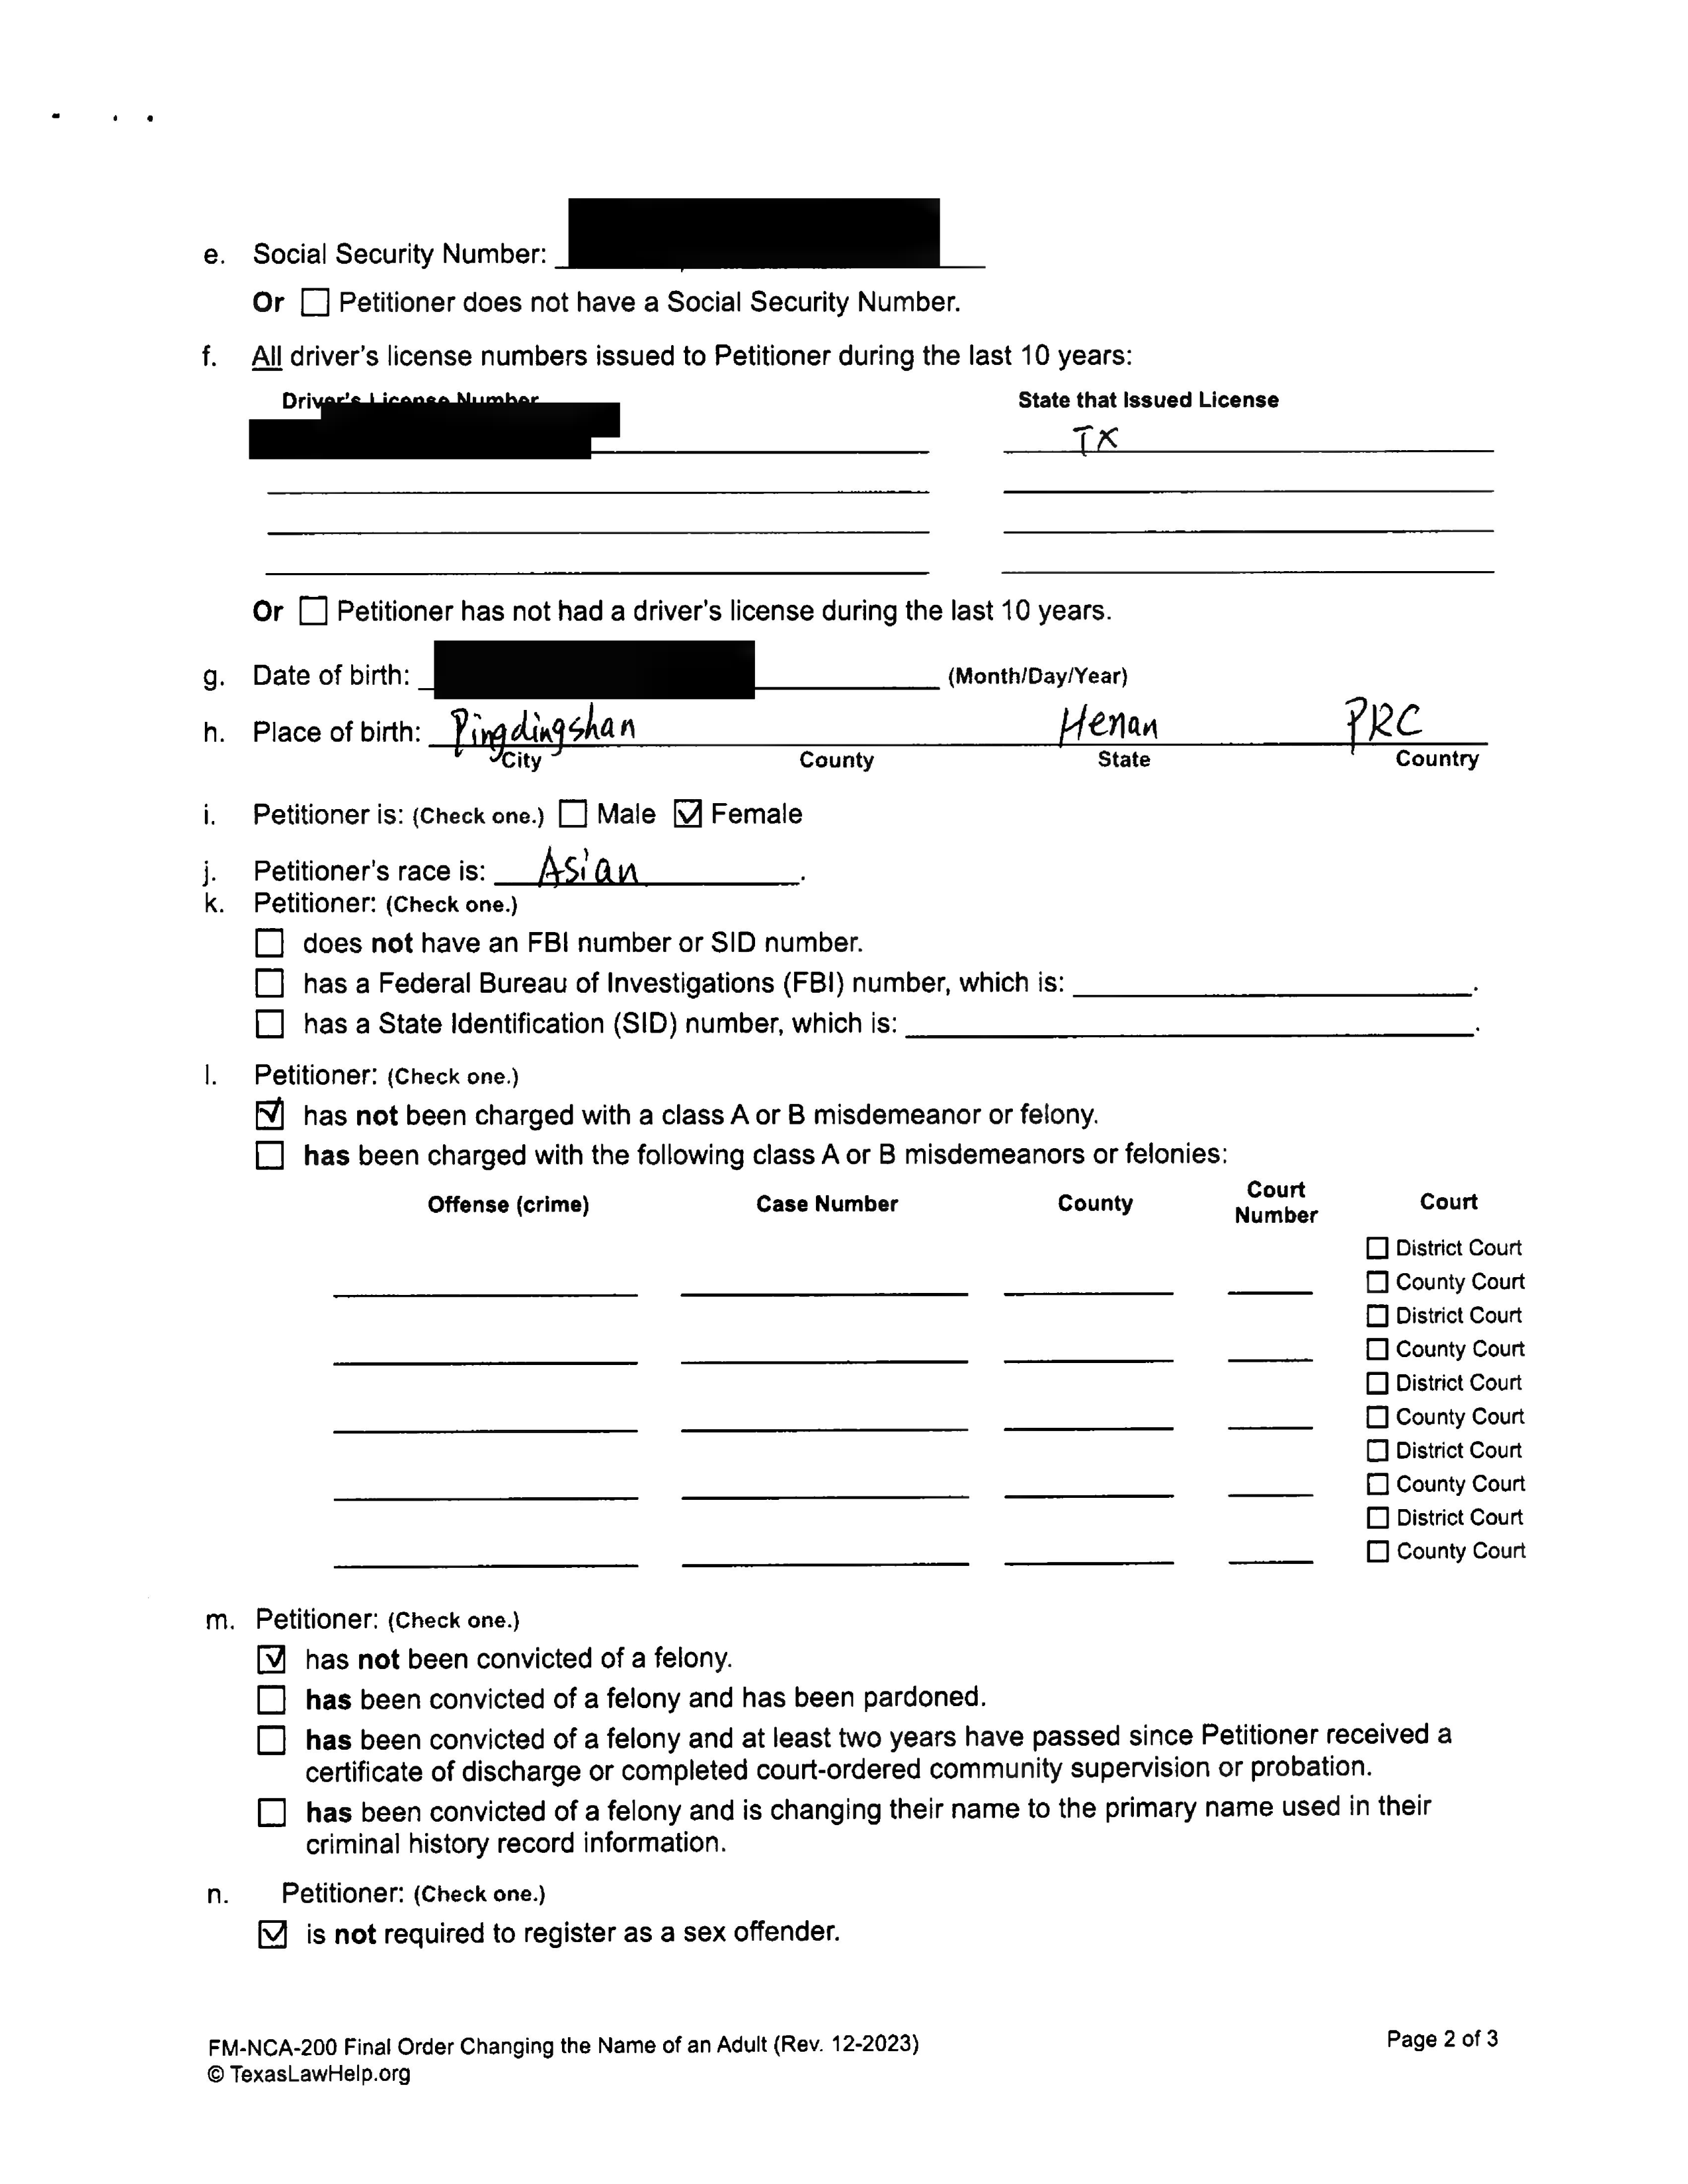 e. Social Security Number:
Or ☐ Petitioner does not have a Social Security Number.
f. All driver's license numbers issued to Petitioner during the last 10 years:
Driver's License Number State that Issued License
TX
Or ☐ Petitioner has not had a driver's license during the last 10 years.
g. Date of birth: (Month/Day/Year)
h. Place of birth: Pingdingshan Henan PRC
City County State Country
i. Petitioner is: (Check one.) ☐ Male ☑ Female
j. Petitioner's race is: Asian.
k. Petitioner: (Check one.)
☐ does not have an FBI number or SID number.
☐ has a Federal Bureau of Investigations (FBI) number, which is: .
☐ has a State Identification (SID) number, which is: .
l. Petitioner: (Check one.)
☑ has not been charged with a class A or B misdemeanor or felony.
☐ has been charged with the following class A or B misdemeanors or felonies:
Offense (crime) Case Number County Court Number Court
☐ District Court
☐ County Court
☐ District Court
☐ County Court
☐ District Court
☐ County Court
☐ District Court
☐ County Court
☐ District Court
☐ County Court
m. Petitioner: (Check one.)
☑ has not been convicted of a felony.
☐ has been convicted of a felony and has been pardoned.
☐ has been convicted of a felony and at least two years have passed since Petitioner received a
certificate of discharge or completed court-ordered community supervision or probation.
☐ has been convicted of a felony and is changing their name to the primary name used in their
criminal history record information.
n. Petitioner: (Check one.)
☑ is not required to register as a sex offender.
FM-NCA-200 Final Order Changing the Name of an Adult (Rev. 12-2023) Page 2 of 3
© TexasLawHelp.org